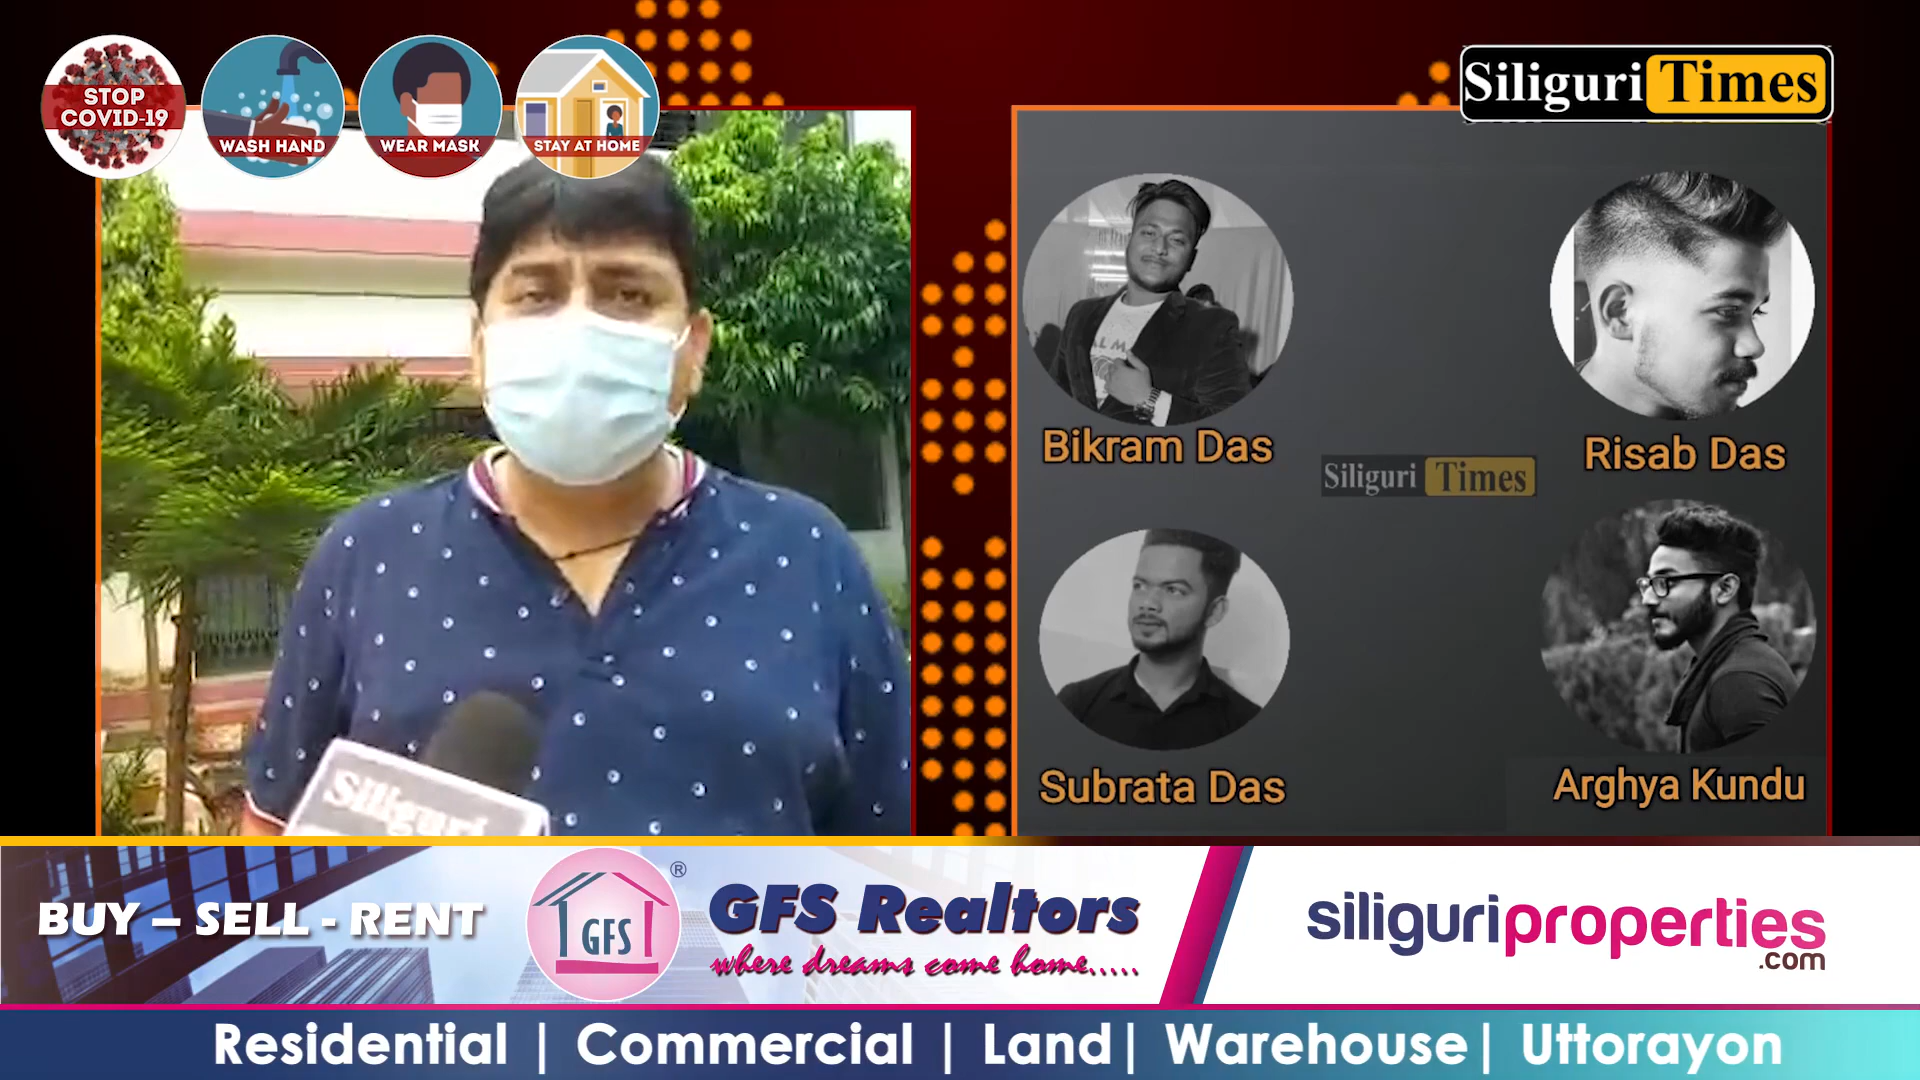 STOP
COVID-19
WASH HAND
WEAR MASK
STAY AT HOME
Siliguri Times
Bikram Das
Risab Das
Siliguri Times
Subrata Das
Arghya Kundu
Siliguri
BUY – SELL - RENT
GFS
®
GFS Realtors
where dreams come home.....
siliguriproperties
.com
Residential | Commercial | Land | Warehouse | Uttorayon